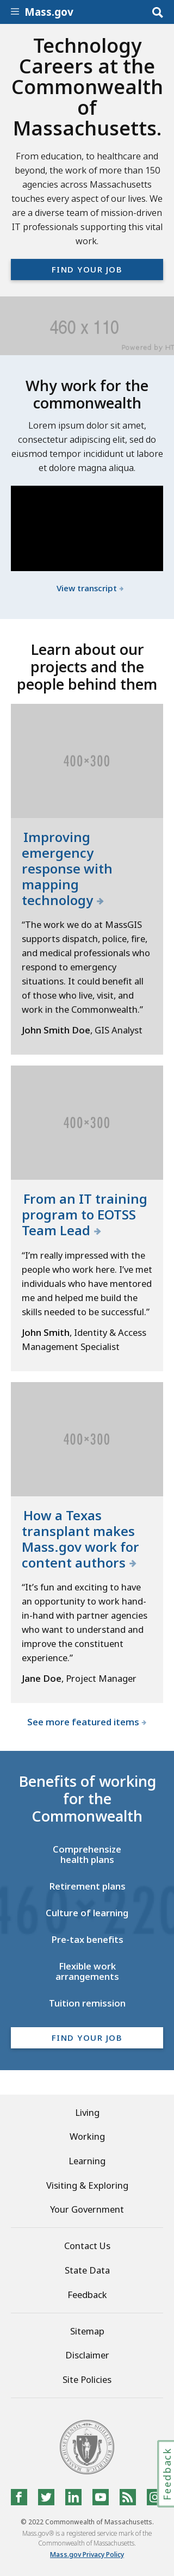 Mass.gov
Technology
Careers at the
Commonwealth
of
Massachusetts.
From education, to healthcare and
beyond, the work of more than 150
agencies across Massachusetts
touches every aspect of our lives. We
are a diverse team of mission-driven
IT professionals supporting this vital
work.
FIND YOUR JOB
460 x 110
Powered by HT
Why work for the
commonwealth
Lorem ipsum dolor sit amet,
consectetur adipiscing elit, sed do
eiusmod tempor incididunt ut labore
et dolore magna aliqua.
View transcript
Learn about our
projects and the
people behind them
400×300
Improving
emergency
response with
mapping
technology
“The work we do at MassGIS
supports dispatch, police, fire,
and medical professionals who
respond to emergency
situations. It could benefit all
of those who live, visit, and
work in the Commonwealth.”
John Smith Doe, GIS Analyst
400×300
From an IT training
program to EOTSS
Team Lead
“I’m really impressed with the
people who work here. I’ve met
individuals who have mentored
me and helped me build the
skills needed to be successful.”
John Smith, Identity & Access
Management Specialist
400×300
How a Texas
transplant makes
Mass.gov work for
content authors
“It’s fun and exciting to have
an opportunity to work hand-
in-hand with partner agencies
who want to understand and
improve the constituent
experience.”
Jane Doe, Project Manager
See more featured items
Benefits of working
for the
Commonwealth
Comprehensize
health plans
Retirement plans
Culture of learning
Pre-tax benefits
Flexible work
arrangements
Tuition remission
FIND YOUR JOB
Living
Working
Learning
Visiting & Exploring
Your Government
Contact Us
State Data
Feedback
Sitemap
Disclaimer
Site Policies
Feedback
© 2022 Commonwealth of Massachusetts.
Mass.gov® is a registered service mark of the
Commonwealth of Massachusetts.
Mass.gov Privacy Policy